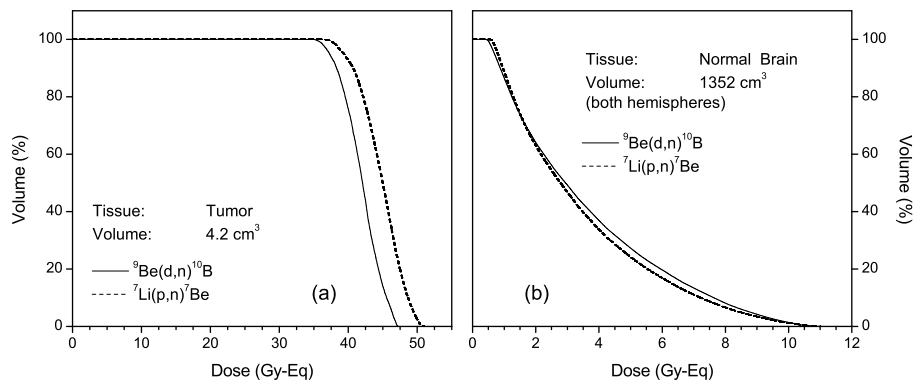 100
80
60
40
20
0
Volume (%)
Tissue: Tumor
Volume: 4.2 cm³
⁹Be(d,n)¹⁰B
⁷Li(p,n)⁷Be
(a)
0 10 20 30 40 50
Dose (Gy-Eq)
Tissue: Normal Brain
Volume: 1352 cm³
(both hemispheres)
⁹Be(d,n)¹⁰B
⁷Li(p,n)⁷Be
(b)
0 2 4 6 8 10 12
Dose (Gy-Eq)
100
80
60
40
20
0
Volume (%)